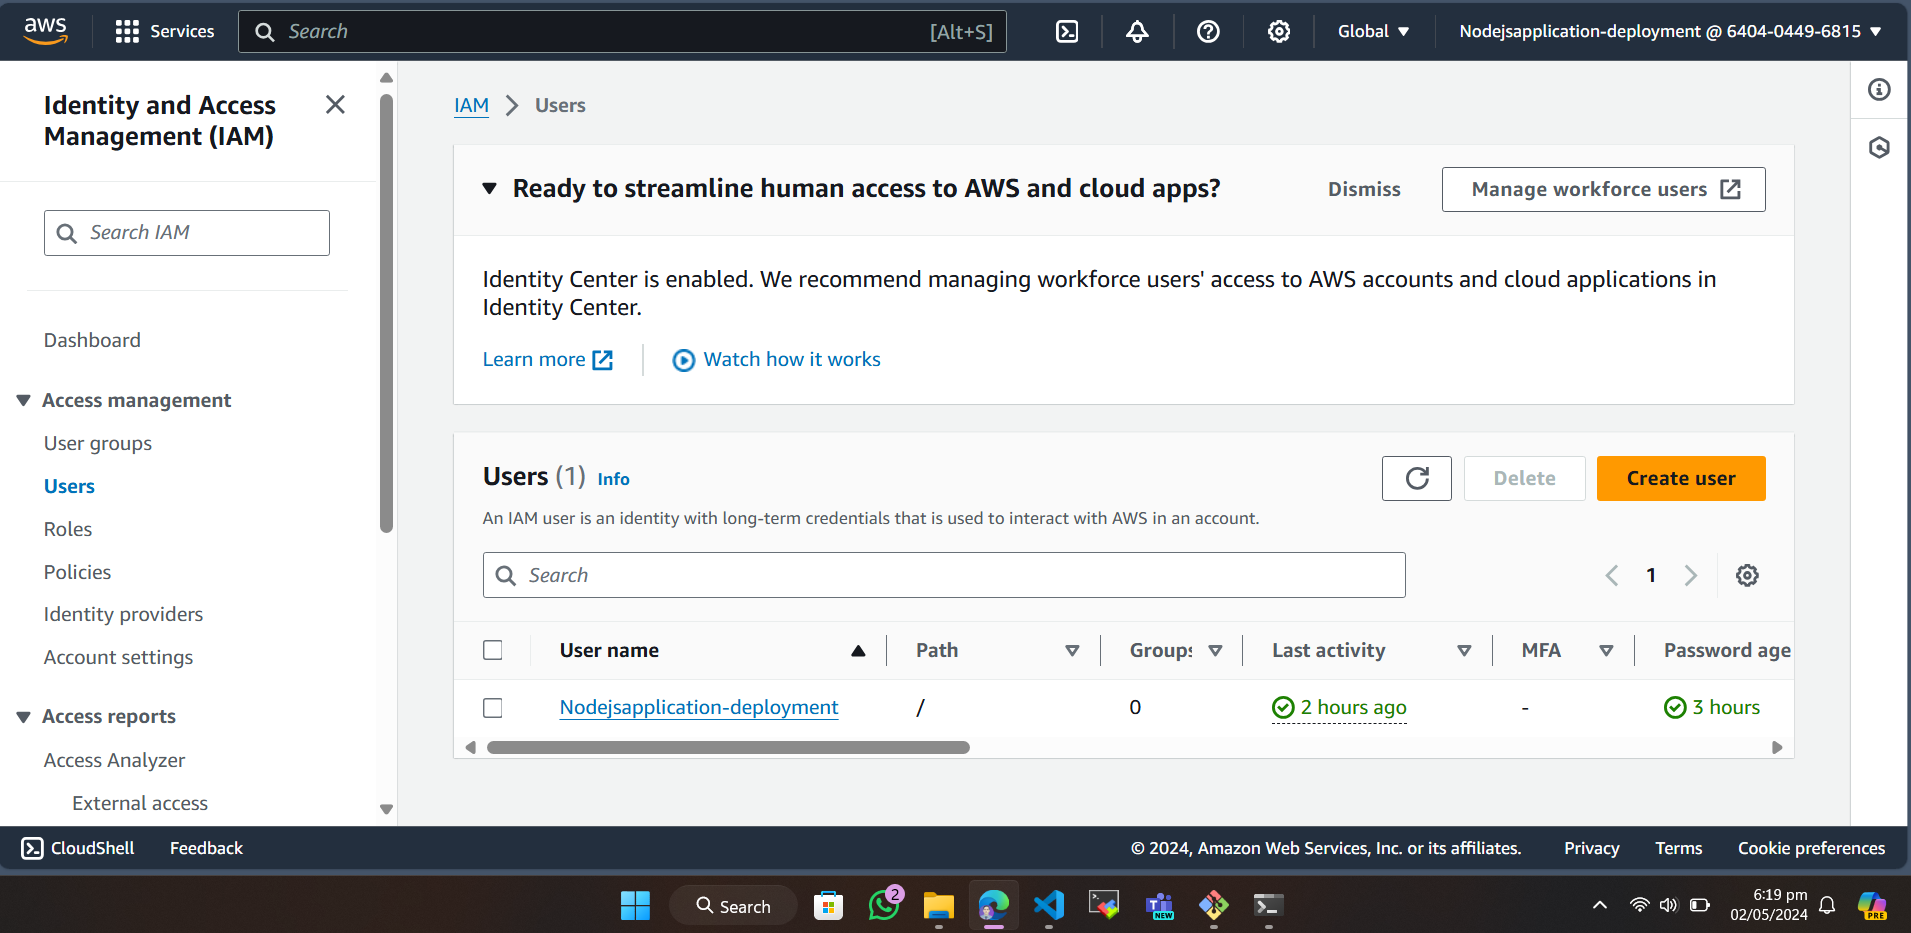 aws
Services
Search
[Alt+S]
Global
Nodejsapplication-deployment @ 6404-0449-6815
Identity and Access
Management (IAM)
Search IAM
Dashboard
Access management
User groups
Users
Roles
Policies
Identity providers
Account settings
Access reports
Access Analyzer
External access
IAM
Users
Ready to streamline human access to AWS and cloud apps?
Dismiss
Manage workforce users
Identity Center is enabled. We recommend managing workforce users' access to AWS accounts and cloud applications in
Identity Center.
Learn more
Watch how it works
Users (1) Info
Delete
Create user
An IAM user is an identity with long-term credentials that is used to interact with AWS in an account.
Search
1
User name
Path
Groups
Last activity
MFA
Password age
Nodejsapplication-deployment
/
0
2 hours ago
-
3 hours
CloudShell
Feedback
© 2024, Amazon Web Services, Inc. or its affiliates.
Privacy
Terms
Cookie preferences
Search
2
NEW
6:19 pm
02/05/2024
PRE